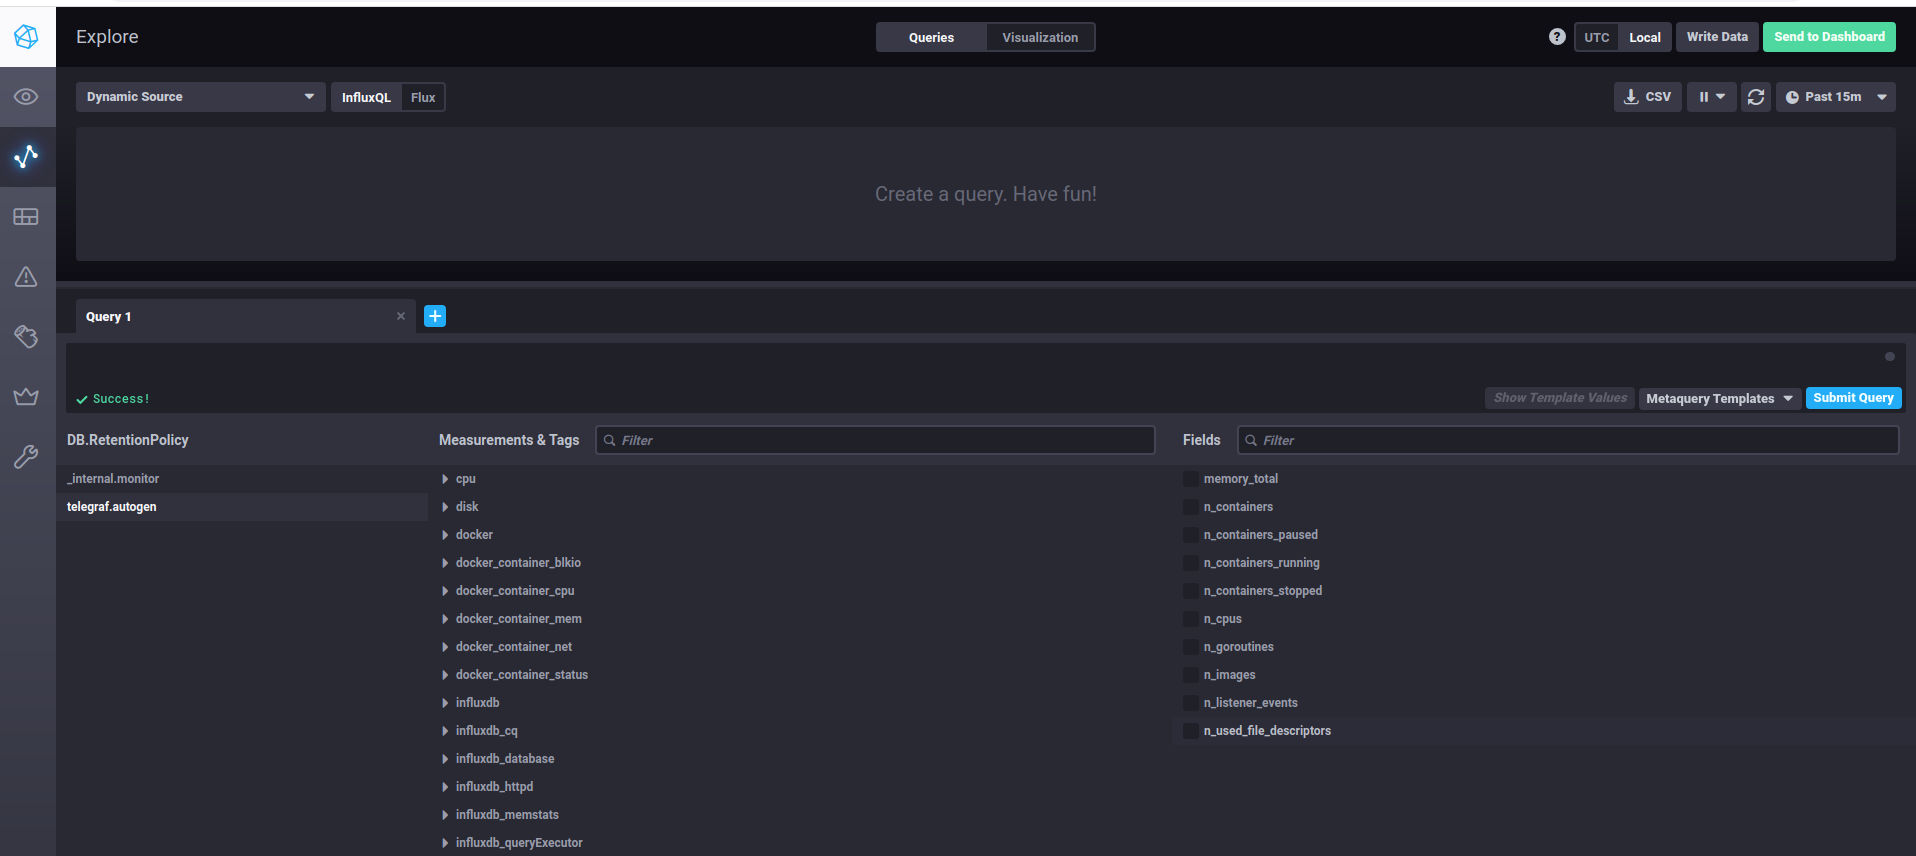 Explore
Queries Visualization
? UTC Local Write Data Send to Dashboard
Dynamic Source InfluxQL Flux
CSV Past 15m
Create a query. Have fun!
Query 1
Success!
Show Template Values Metaquery Templates Submit Query
DB.RetentionPolicy
_internal.monitor
telegraf.autogen
Measurements & Tags Filter
cpu
disk
docker
docker_container_blkio
docker_container_cpu
docker_container_mem
docker_container_net
docker_container_status
influxdb
influxdb_cq
influxdb_database
influxdb_httpd
influxdb_memstats
influxdb_queryExecutor
Fields Filter
memory_total
n_containers
n_containers_paused
n_containers_running
n_containers_stopped
n_cpus
n_goroutines
n_images
n_listener_events
n_used_file_descriptors